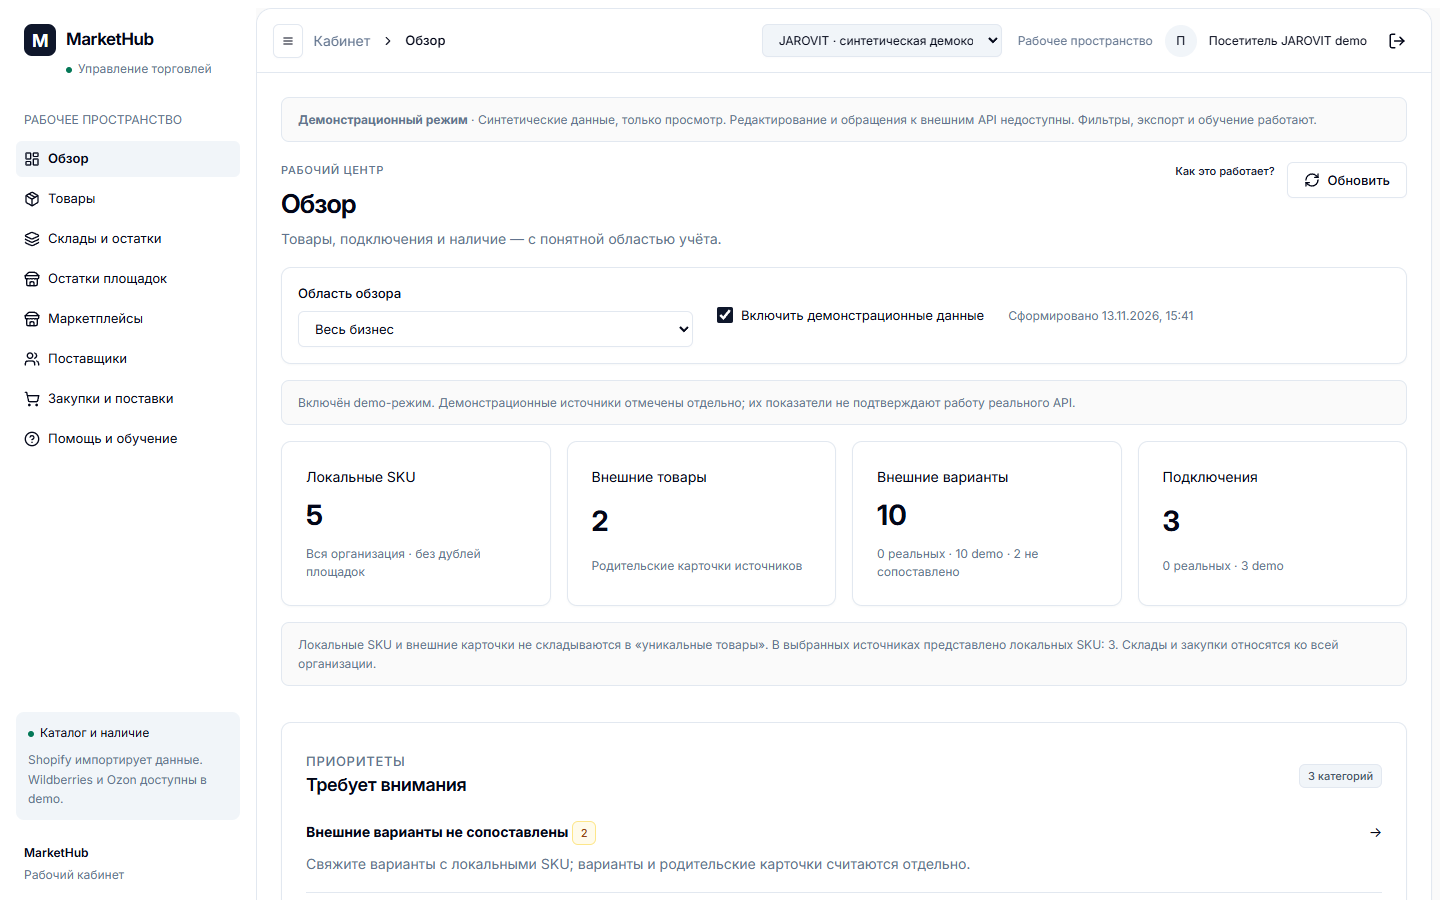 M MarketHub
Управление торговлей
РАБОЧЕЕ ПРОСТРАНСТВО
Обзор
Товары
Склады и остатки
Остатки площадок
Маркетплейсы
Поставщики
Закупки и поставки
Помощь и обучение
Каталог и наличие
Shopify импортирует данные.
Wildberries и Ozon доступны в
demo.
MarketHub
Рабочий кабинет
Кабинет
Обзор
JAROVIT · синтетическая демоко
Рабочее пространство
П
Посетитель JAROVIT demo
Демонстрационный режим · Синтетические данные, только просмотр. Редактирование и обращения к внешним API недоступны. Фильтры, экспорт и обучение работают.
РАБОЧИЙ ЦЕНТР
Обзор
Товары, подключения и наличие — с понятной областью учёта.
Как это работает?
Обновить
Область обзора
Весь бизнес
Включить демонстрационные данные
Сформировано 13.11.2026, 15:41
Включён demo-режим. Демонстрационные источники отмечены отдельно; их показатели не подтверждают работу реального API.
Локальные SKU
5
Вся организация · без дублей
площадок
Внешние товары
2
Родительские карточки источников
Внешние варианты
10
0 реальных · 10 demo · 2 не
сопоставлено
Подключения
3
0 реальных · 3 demo
Локальные SKU и внешние карточки не складываются в «уникальные товары». В выбранных источниках представлено локальных SKU: 3. Склады и закупки относятся ко всей
организации.
ПРИОРИТЕТЫ
Требует внимания
3 категорий
Внешние варианты не сопоставлены 2
Свяжите варианты с локальными SKU; варианты и родительские карточки считаются отдельно.